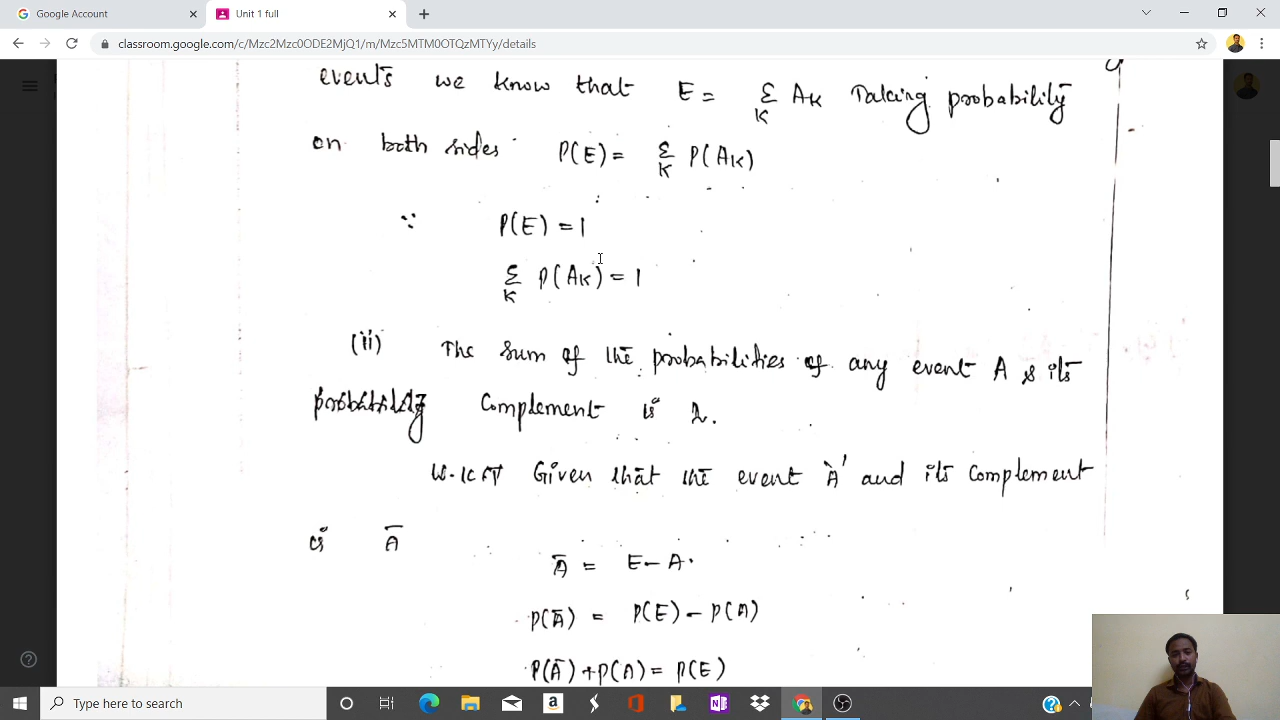 Google Account
Unit 1 full
classroom.google.com/c/Mzc2Mzc0ODE2MjQ1/m/Mzc5MTM0OTQzMTYy/details
events we know that E = Σ AK Taking probability
K
on both sides P(E) = Σ P(AK)
K
∵ P(E) = 1
Σ P(AK) = 1
K
(ii) The sum of the probabilities of any event A & its
probability Complement is 1.
W.K.T Given that the event 'A' and its Complement
is Ā
Ā = E - A.
P(Ā) = P(E) - P(A)
P(Ā) + P(A) = P(E)
Type here to search